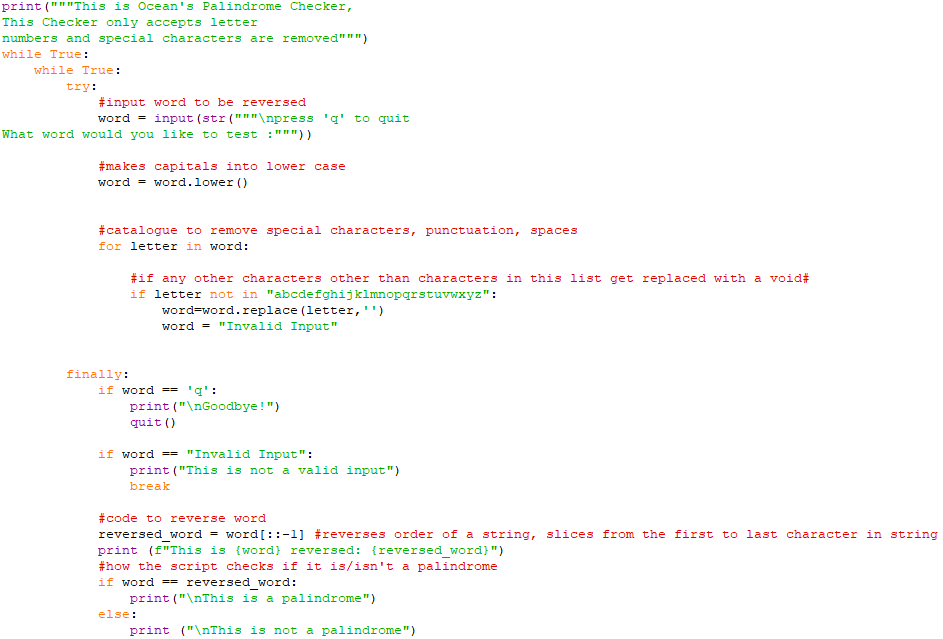 print("""This is Ocean's Palindrome Checker,
This Checker only accepts letter
numbers and special characters are removed""")
while True:
    while True:
        try:
            #input word to be reversed
            word = input(str("""\npress 'q' to quit
What word would you like to test :"""))

            #makes capitals into lower case
            word = word.lower()


            #catalogue to remove special characters, punctuation, spaces
            for letter in word:

                #if any other characters other than characters in this list get replaced with a void#
                if letter not in "abcdefghijklmnopqrstuvwxyz":
                    word=word.replace(letter,'')
                    word = "Invalid Input"


        finally:
            if word == 'q':
                print("\nGoodbye!")
                quit()

            if word == "Invalid Input":
                print("This is not a valid input")
                break

            #code to reverse word
            reversed_word = word[::-1] #reverses order of a string, slices from the first to last character in string
            print (f"This is {word} reversed: {reversed_word}")
            #how the script checks if it is/isn't a palindrome
            if word == reversed_word:
                print("\nThis is a palindrome")
            else:
                print ("\nThis is not a palindrome")